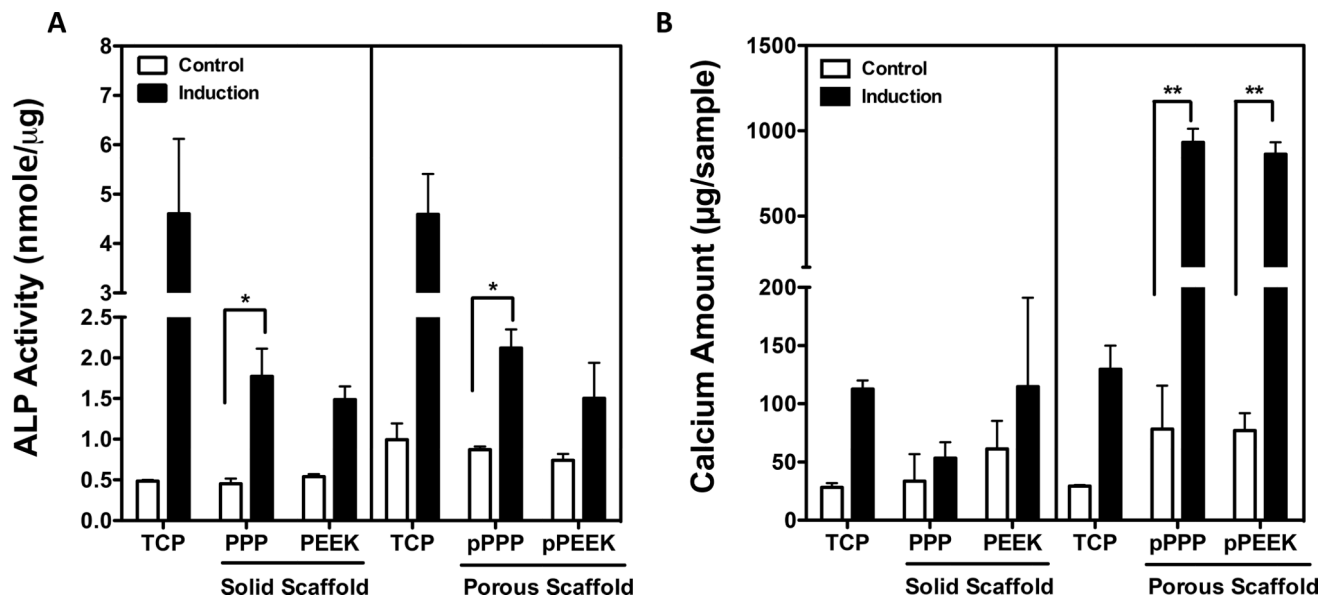 A
ALP Activity (nmole/µg)
8
7
6
5
4
3
2.5
2.0
1.5
1.0
0.5
0.0
Control
Induction
*
*
TCP PPP PEEK TCP pPPP pPEEK
Solid Scaffold Porous Scaffold
B
Calcium Amount (µg/sample)
1500
1000
500
200
150
100
50
0
Control
Induction
**
**
TCP PPP PEEK TCP pPPP pPEEK
Solid Scaffold Porous Scaffold